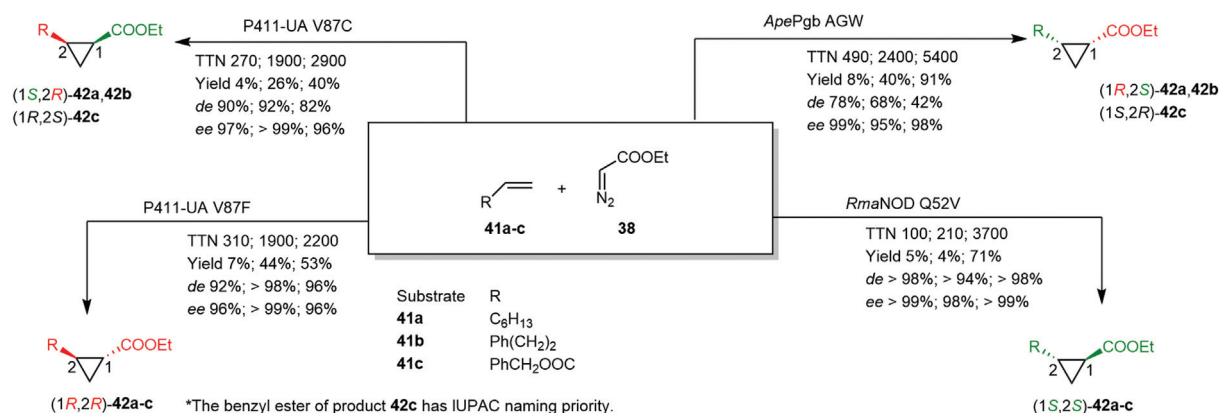 P411-UA V87C
TTN 270; 1900; 2900
Yield 4%; 26%; 40%
de 90%; 92%; 82%
ee 97%; > 99%; 96%
R
COOEt
2
1
(1S,2R)-42a,42b
(1R,2S)-42c
ApePgb AGW
TTN 490; 2400; 5400
Yield 8%; 40%; 91%
de 78%; 68%; 42%
ee 99%; 95%; 98%
R
COOEt
2
1
(1R,2S)-42a,42b
(1S,2R)-42c
R
+
COOEt
N2
41a-c
38
P411-UA V87F
TTN 310; 1900; 2200
Yield 7%; 44%; 53%
de 92%; > 98%; 96%
ee 96%; > 99%; 96%
R
COOEt
2
1
(1R,2R)-42a-c
RmaNOD Q52V
TTN 100; 210; 3700
Yield 5%; 4%; 71%
de > 98%; > 94%; > 98%
ee > 99%; 98%; > 99%
R
COOEt
2
1
(1S,2S)-42a-c
Substrate R
41a C6H13
41b Ph(CH2)2
41c PhCH2OOC
*The benzyl ester of product 42c has IUPAC naming priority.